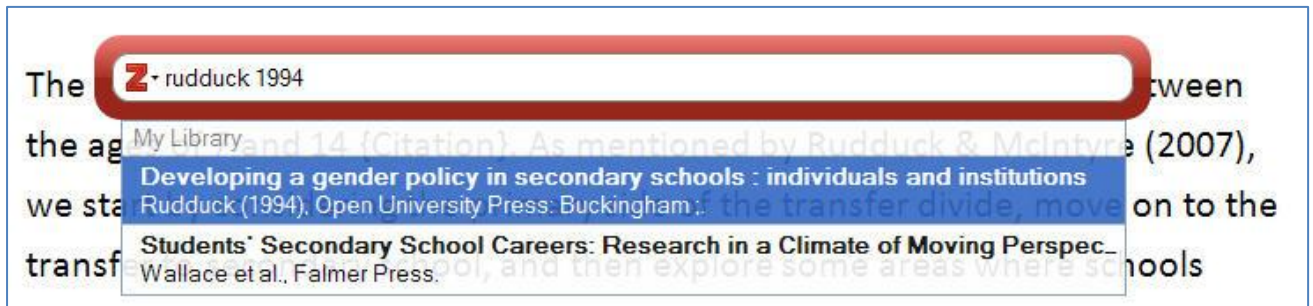 The Z rudduck 1994 tween
My Library
the ag and 14 {Citation}. As mentioned by Rudduck & McIntyre (2007),
Developing a gender policy in secondary schools : individuals and institutions
Rudduck (1994), Open University Press: Buckingham ;.
we sta of the transfer divide, move on to the
Students' Secondary School Careers: Research in a Climate of Moving Perspec...
Wallace et al., Falmer Press.
transfe ool, and then explore some areas where schools